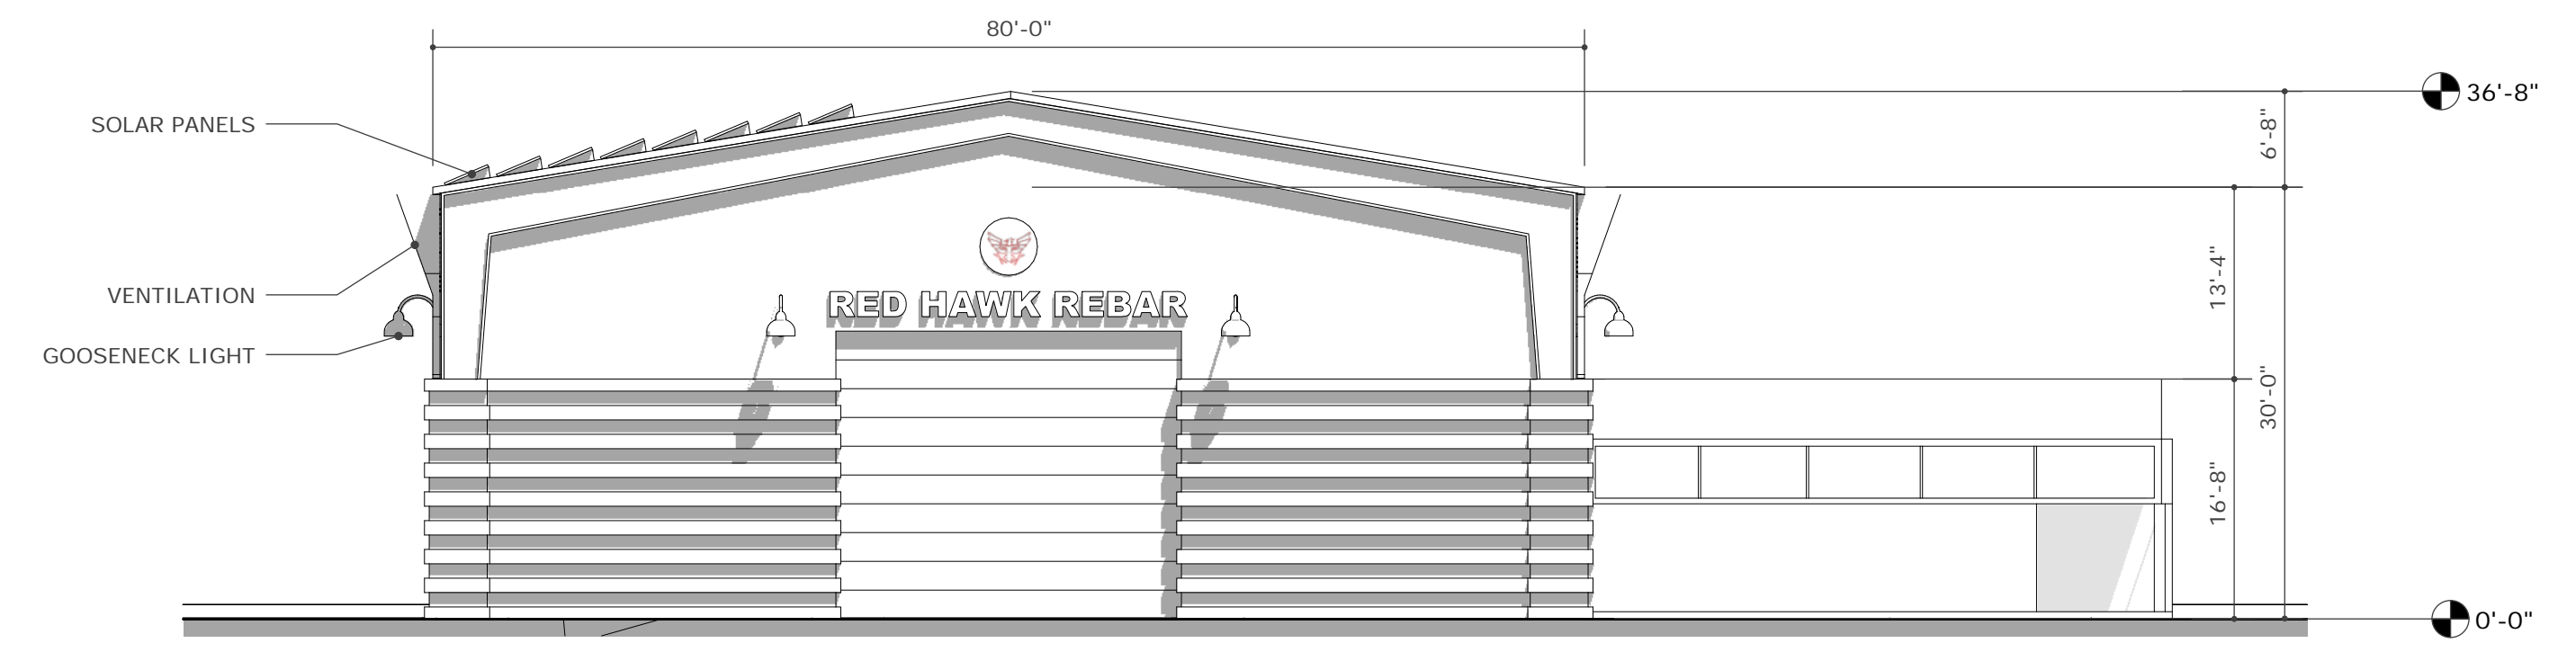 80'-0"
36'-8"
SOLAR PANELS
6'-8"
VENTILATION
13'-4"
RED HAWK REBAR
GOOSENECK LIGHT
30'-0"
16'-8"
0'-0"